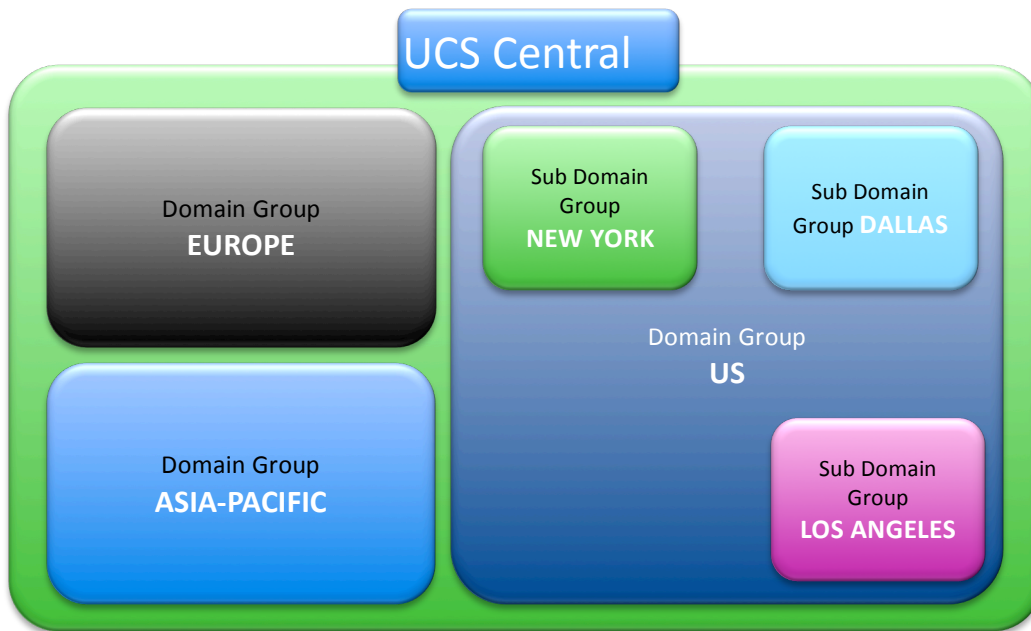 UCS Central
Domain Group
EUROPE
Domain Group
ASIA-PACIFIC
Sub Domain
Group
NEW YORK
Sub Domain
Group DALLAS
Domain Group
US
Sub Domain
Group
LOS ANGELES